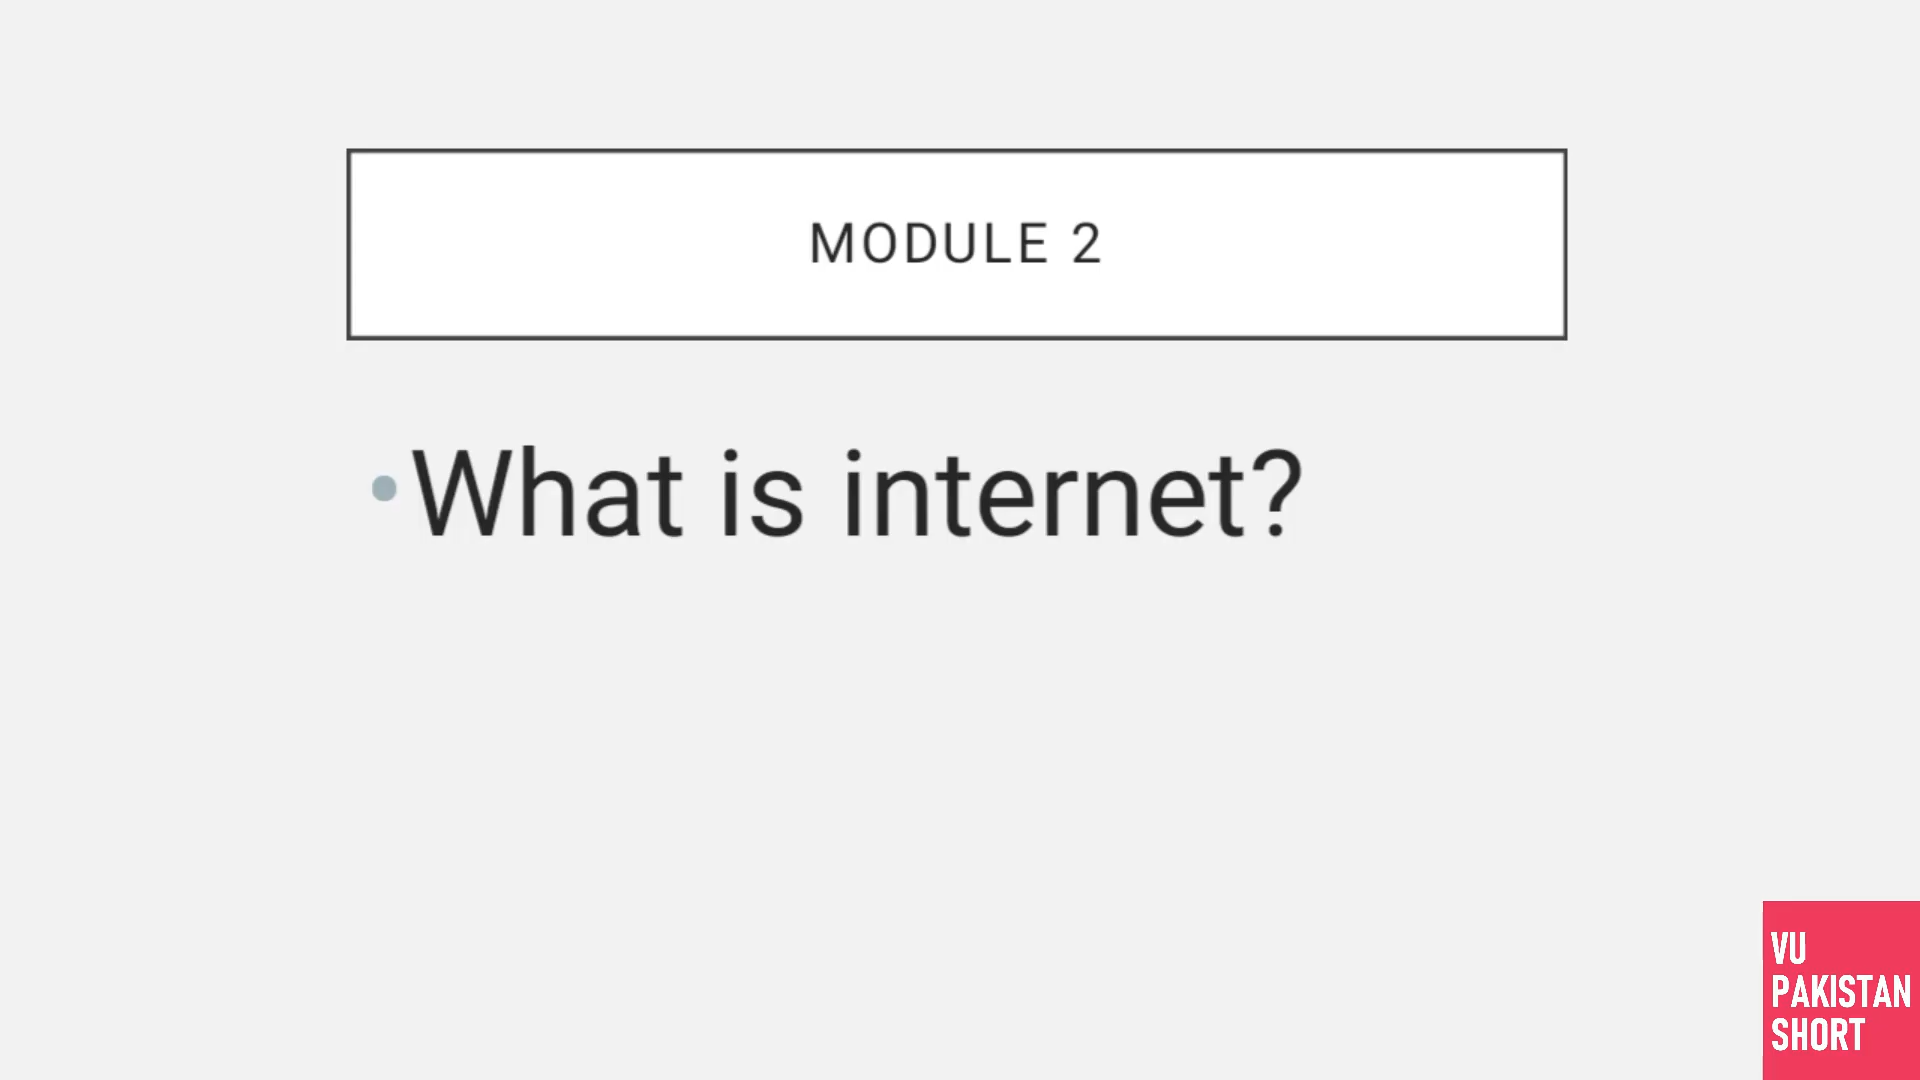 MODULE 2
•What is internet?
VU
PAKISTAN
SHORT